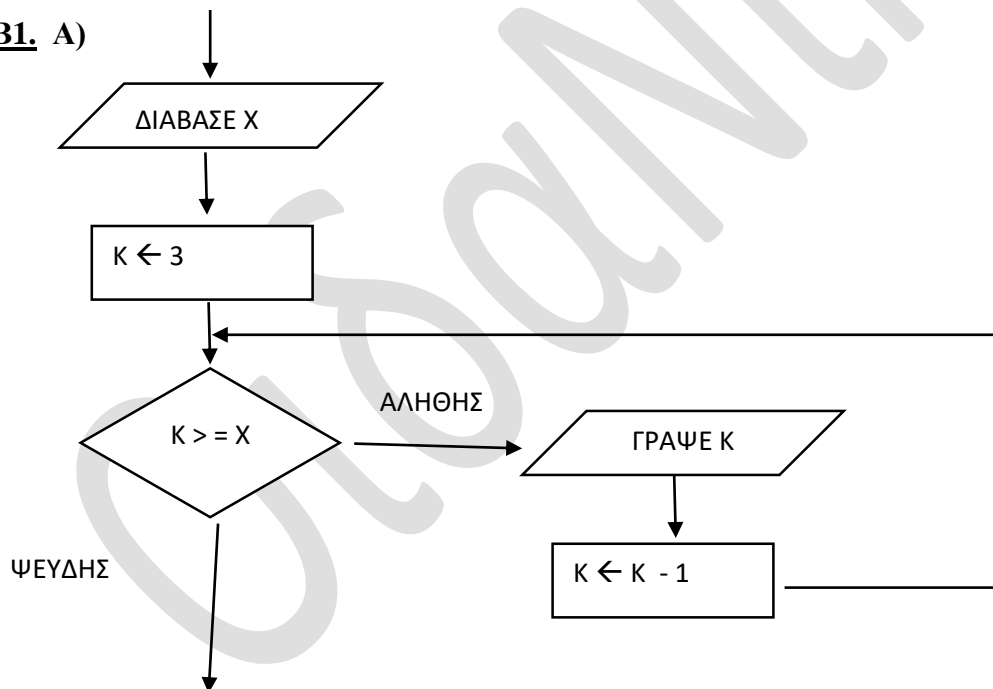 Β1. Α)
ΔΙΑΒΑΣΕ Χ
Κ ← 3
Κ > = Χ
ΑΛΗΘΗΣ
ΓΡΑΨΕ Κ
ΨΕΥΔΗΣ
Κ ← Κ - 1